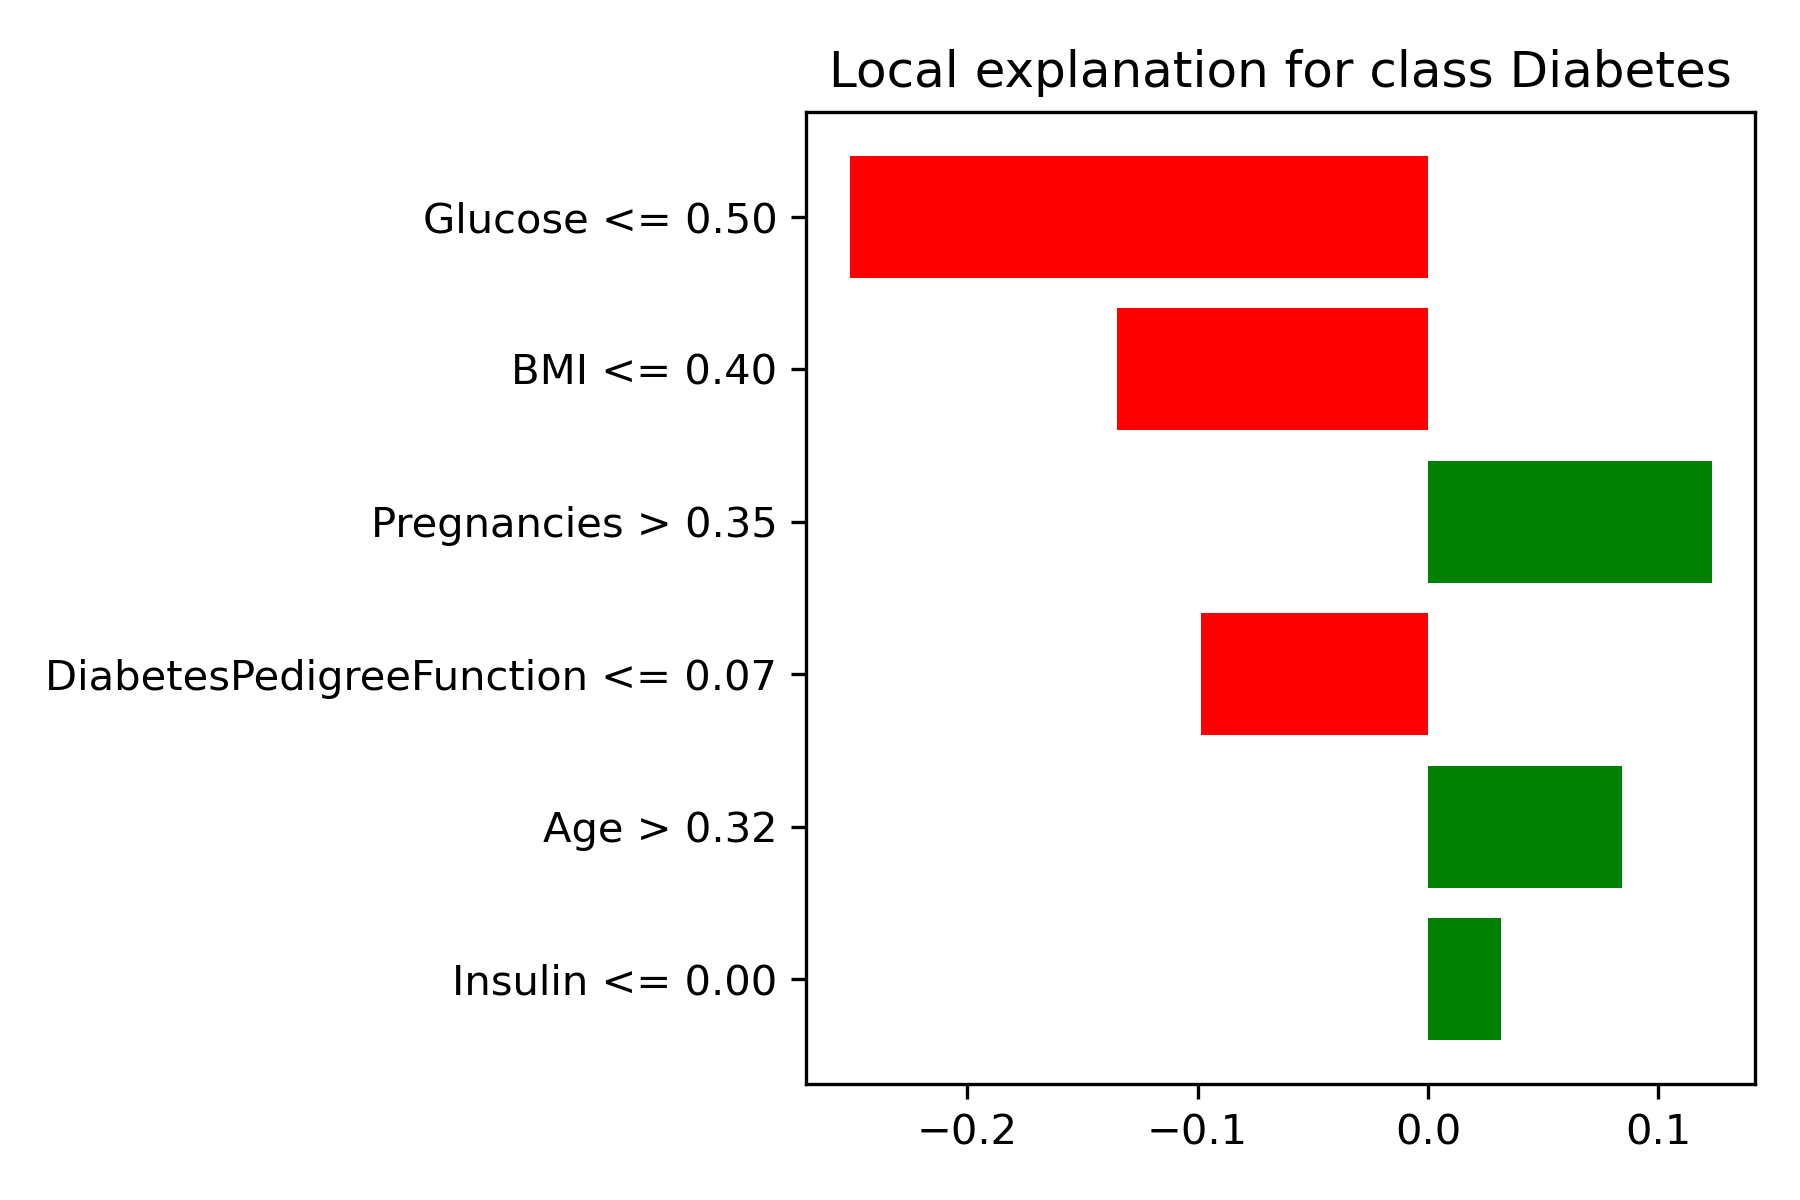 Local explanation for class Diabetes
Glucose <= 0.50
BMI <= 0.40
Pregnancies > 0.35
DiabetesPedigreeFunction <= 0.07
Age > 0.32
Insulin <= 0.00
−0.2 −0.1 0.0 0.1